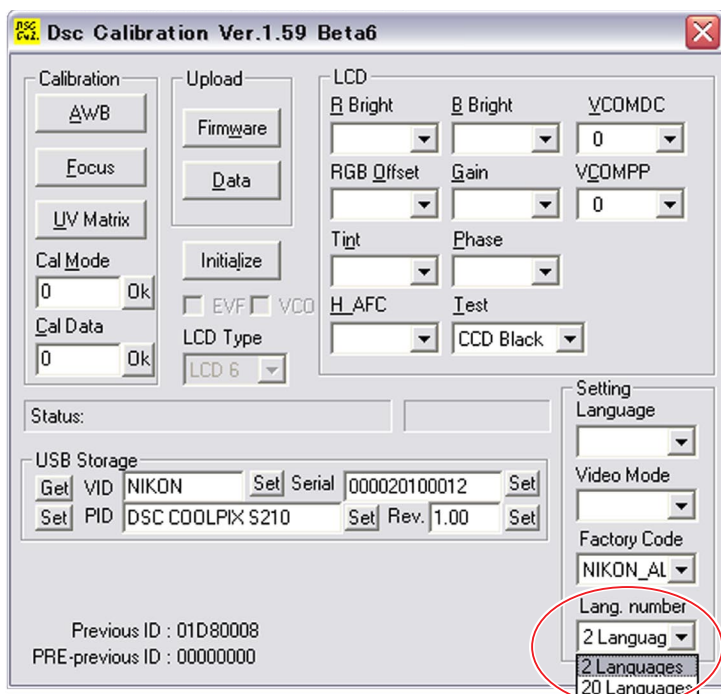 DSC Cal. Dsc Calibration Ver.1.59 Beta6
Calibration
AWB
Focus
UV Matrix
Cal Mode
0 Ok
Cal Data
0 Ok
Upload
Firmware
Data
Initialize
EVF VCO
LCD Type
LCD 6
LCD
R Bright B Bright VCOMDC
0
RGB Offset Gain VCOMPP
0
Tint Phase
H_AFC Test
CCD Black
Status:
USB Storage
Get VID NIKON Set Serial 000020100012 Set
Set PID DSC COOLPIX S210 Set Rev. 1.00 Set
Previous ID : 01D80008
PRE-previous ID : 00000000
Setting
Language
Video Mode
Factory Code
NIKON_AL
Lang. number
2 Languag
2 Languages
20 Languages